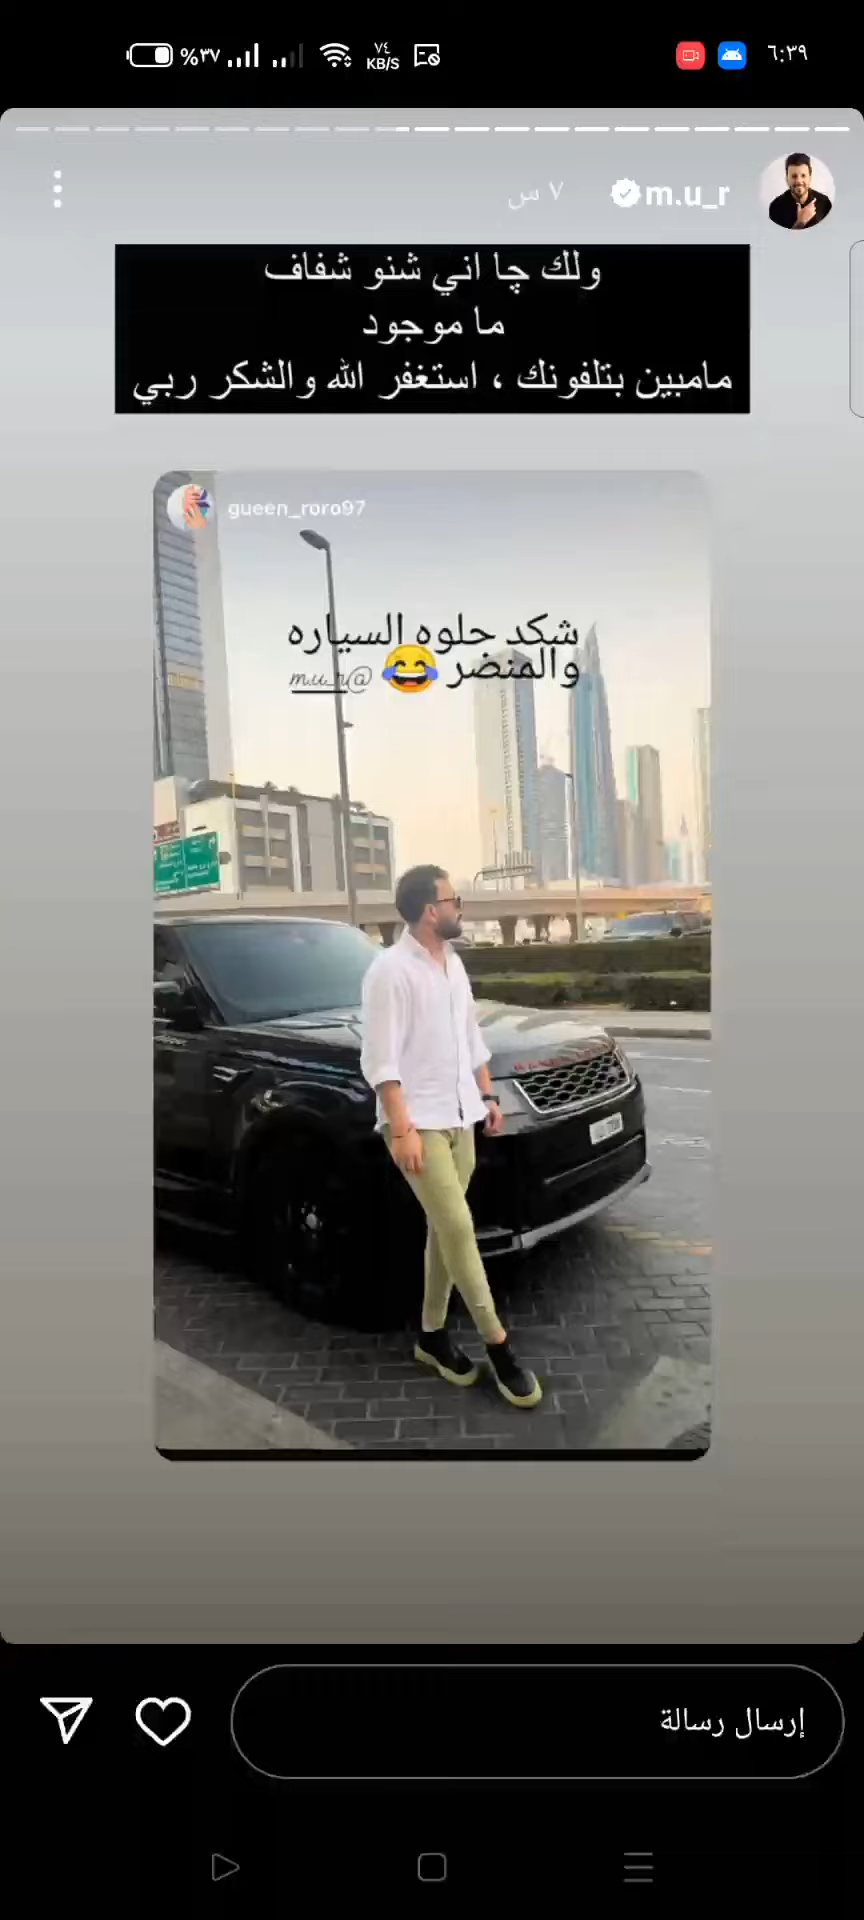 %٣٧
٧٤
KB/S
٦:٣٩
m.u_r
٧ س
ولك چا اني شنو شفاف
ما موجود
مامبين بتلفونك ، استغفر الله والشكر ربي
gueen_roro97
شكد حلوه السياره
والمنضر 😂 @m.u_r
إرسال رسالة